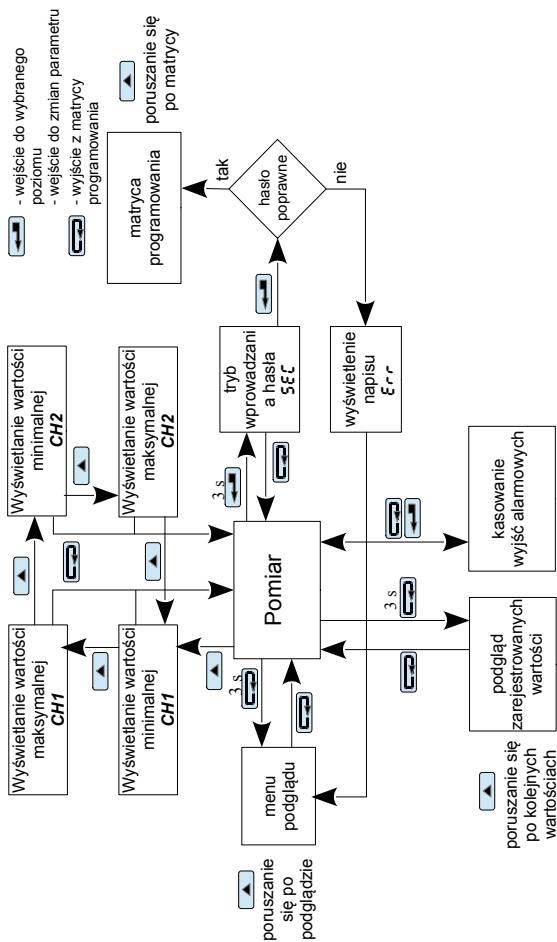 Wyświetlanie wartości
maksymalnej
CH1
Wyświetlanie wartości
minimalnej
CH2
- wejście do wybranego
poziomu
- wejście do zmian parametru
- wyjście z matrycy
programowania
Wyświetlanie wartości
minimalnej
CH1
Wyświetlanie wartości
maksymalnej
CH2
matryca
programowania
poruszanie się
po matrycy
poruszanie
się po
podglądzie
menu
podglądu
3 s
Pomiar
3 s
tryb
wprowadzani
a hasła
SEC
hasło
poprawne
tak
nie
wyświetlenie
napisu
Err
poruszanie się
po kolejnych
wartościach
podgląd
zarejestrowanych
wartości
3 s
kasowanie
wyjść alarmowych